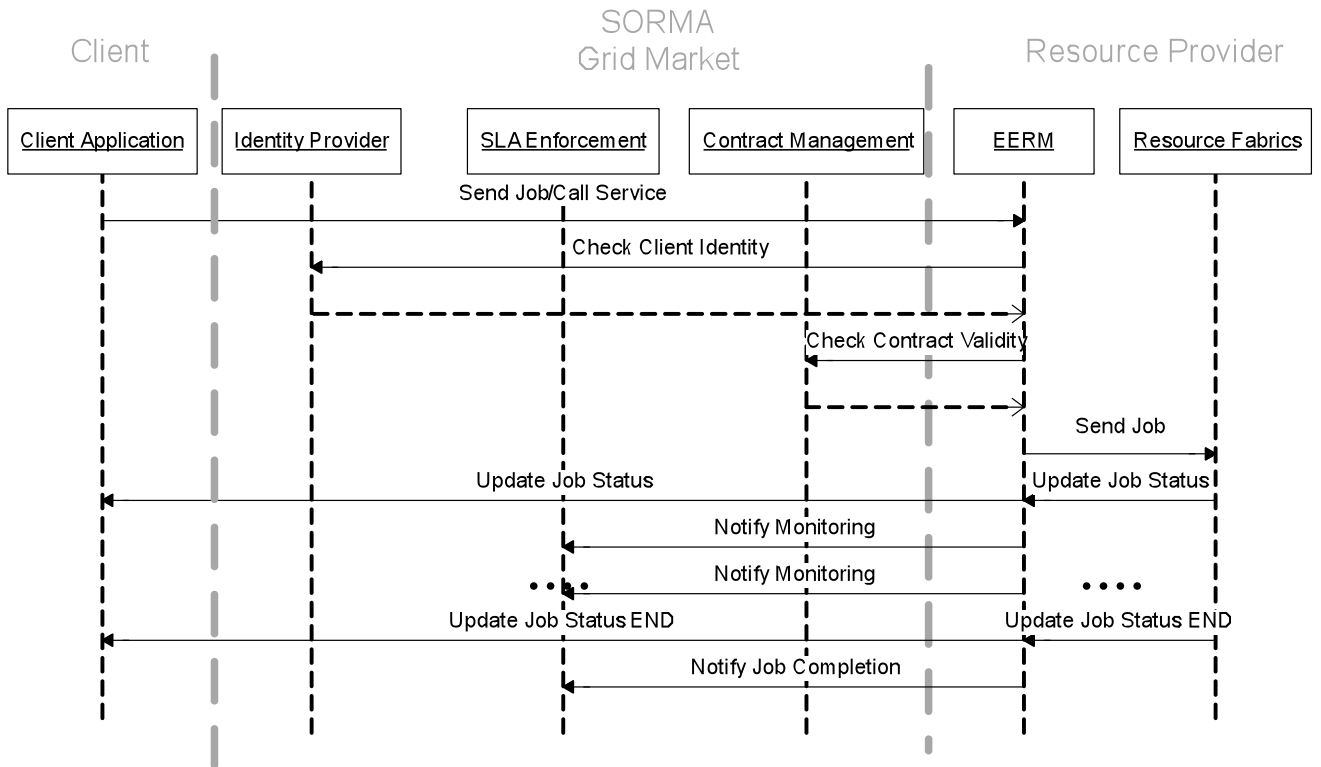 Client
SORMA
Grid Market
Resource Provider
Client Application
Identity Provider
SLA Enforcement
Contract Management
EERM
Resource Fabrics
Send Job/Call Service
Check Client Identity
Check Contract Validity
Send Job
Update Job Status
Update Job Status
Notify Monitoring
Notify Monitoring
Update Job Status END
Update Job Status END
Notify Job Completion